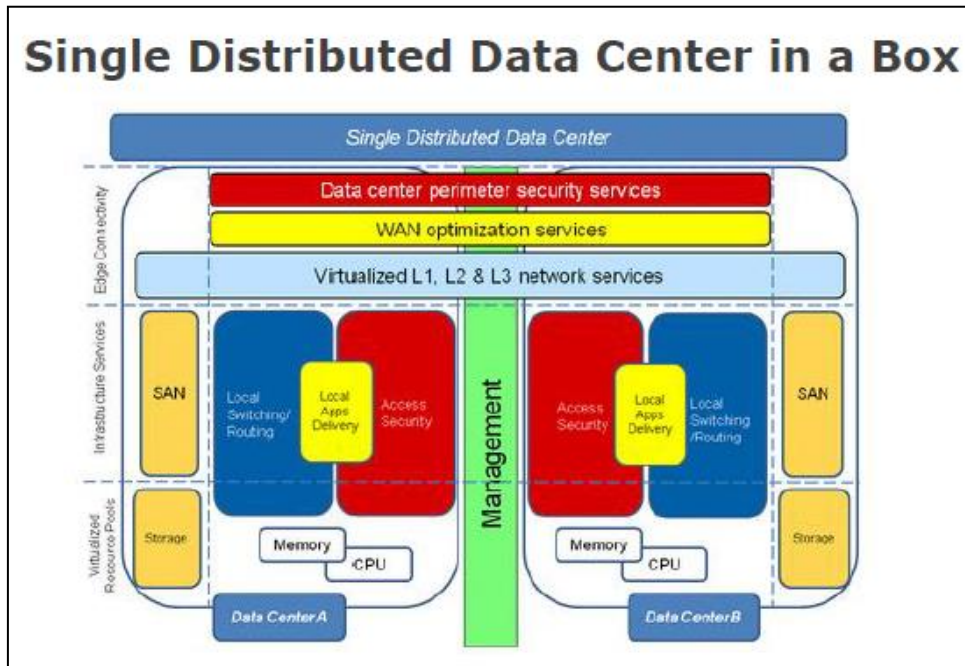 Single Distributed Data Center in a Box
Single Distributed Data Center
Edge Connectivity
Data center perimeter security services
WAN optimization services
Virtualized L1, L2 & L3 network services
Infrastructure Services
SAN
Local
Switching/
Routing
Local
Apps
Delivery
Access
Security
Management
Access
Security
Local
Apps
Delivery
Local
Switching
/Routing
SAN
Virtualized
Resource Pools
Storage
Memory
CPU
Memory
CPU
Storage
Data Center A
Data Center B